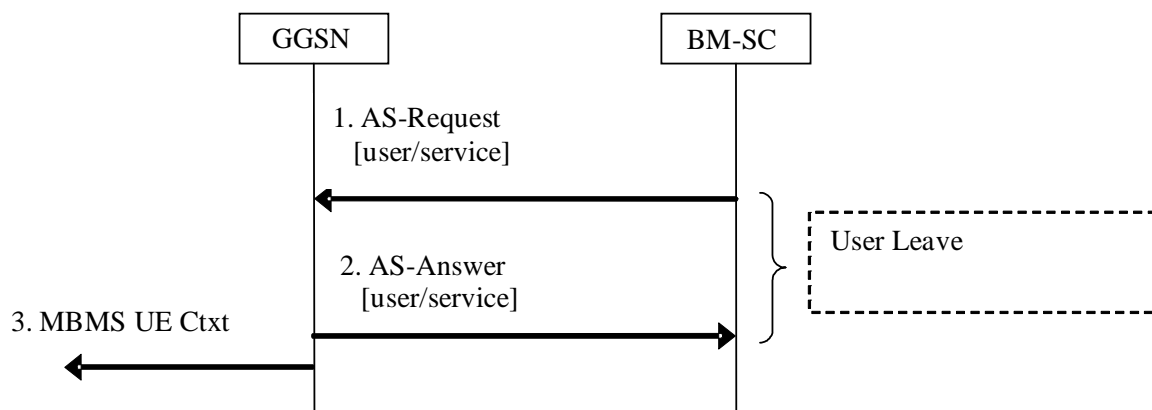 GGSN
BM-SC
1. AS-Request
[user/service]
User Leave
2. AS-Answer
[user/service]
3. MBMS UE Ctxt